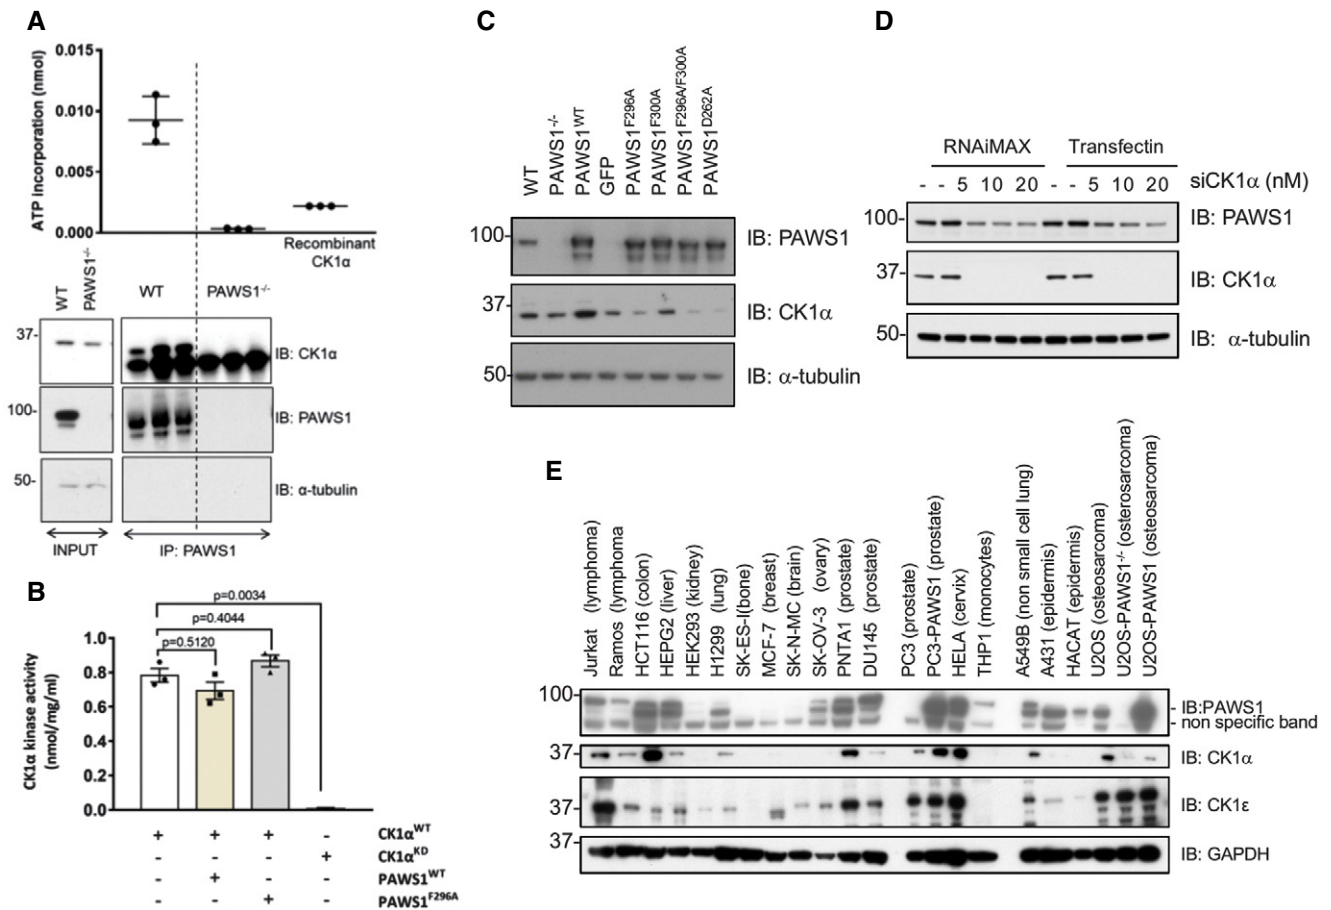 A
ATP incorporation (nmol)
0.015
0.010
0.005
0.000
Recombinant
CK1α
WT
PAWS1-/-
WT
PAWS1-/-
37-
IB: CK1α
100-
IB: PAWS1
50-
IB: α-tubulin
INPUT
IP: PAWS1
B
CK1α kinase activity
(nmol/mg/ml)
p=0.0034
p=0.4044
p=0.5120
1.0
0.8
0.6
0.4
0.2
0.0
+ + + - CK1αWT
- - - + CK1αKD
- + - - PAWS1WT
- - + - PAWS1F296A
C
WT
PAWS1-/-
PAWS1WT
GFP
PAWS1F296A
PAWS1F300A
PAWS1F296A/F300A
PAWS1D262A
100-
IB: PAWS1
37-
IB: CK1α
50-
IB: α-tubulin
D
RNAiMAX
Transfectin
- - 5 10 20 - - 5 10 20 siCK1α (nM)
100-
IB: PAWS1
37-
IB: CK1α
50-
IB: α-tubulin
E
Jurkat (lymphoma)
Ramos (lymphoma
HCT116 (colon)
HEPG2 (liver)
HEK293 (kidney)
H1299 (lung)
SK-ES-I(bone)
MCF-7 (breast)
SK-N-MC (brain)
SK-OV-3 (ovary)
PNTA1 (prostate)
DU145 (prostate)
PC3 (prostate)
PC3-PAWS1 (prostate)
HELA (cervix)
THP1 (monocytes)
A549B (non small cell lung)
A431 (epidermis)
HACAT (epidermis)
U2OS (osteosarcoma)
U2OS-PAWS1-/- (osterosarcoma)
U2OS-PAWS1 (osteosarcoma)
100-
- IB:PAWS1
- non specific band
37-
IB: CK1α
37-
IB: CK1ε
37-
IB: GAPDH